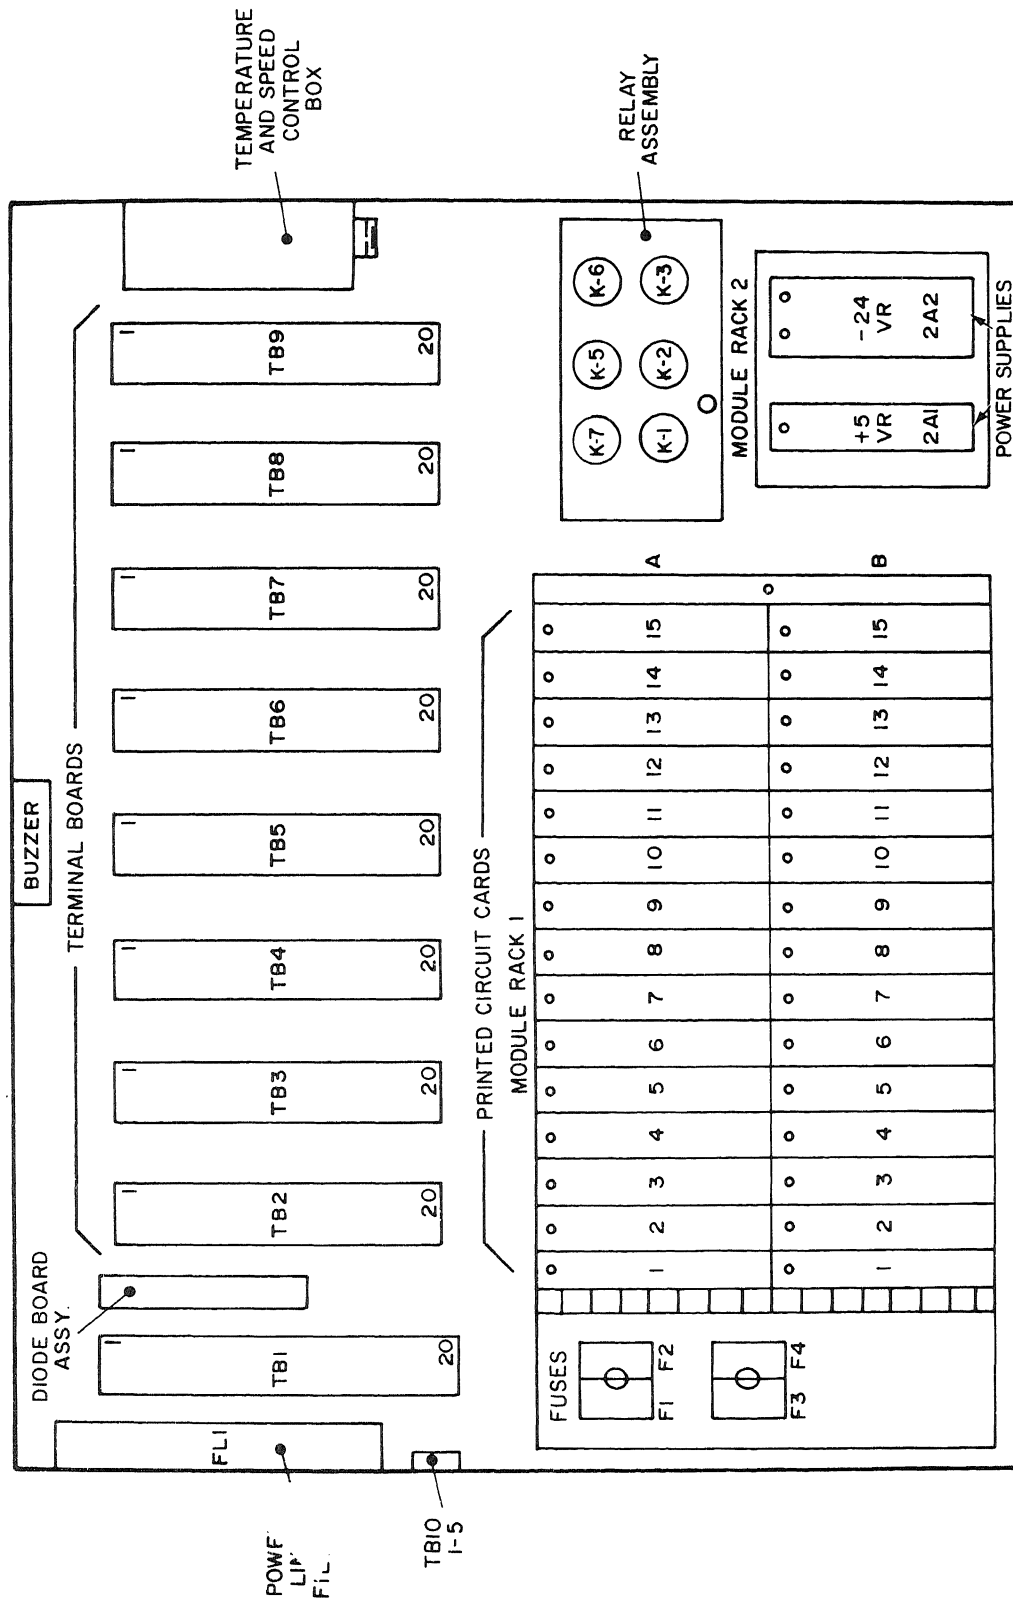 BUZZER
TERMINAL BOARDS
TEMPERATURE
AND SPEED
CONTROL
BOX
DIODE BOARD
ASSY.
FL1
TB10
1-5
1
TB1
20
1
TB2
20
1
TB3
20
1
TB4
20
1
TB5
20
1
TB6
20
1
TB7
20
1
TB8
20
1
TB9
20
FUSES
F1 F2
F3 F4
PRINTED CIRCUIT CARDS
MODULE RACK 1
1 2 3 4 5 6 7 8 9 10 11 12 13 14 15 A
1 2 3 4 5 6 7 8 9 10 11 12 13 14 15 B
RELAY
ASSEMBLY
K-7 K-5 K-6
K-1 K-2 K-3
MODULE RACK 2
+5
VR
2A1
-24
VR
2A2
POWER SUPPLIES